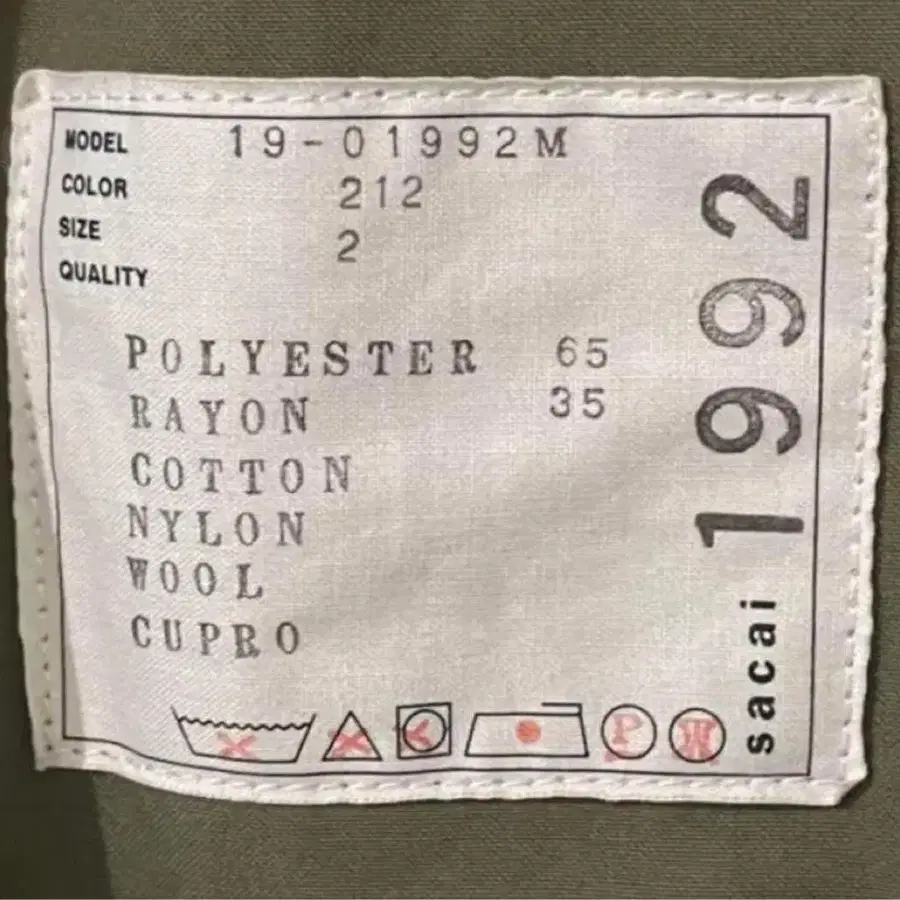 MODEL 19-01992M
COLOR 212
SIZE 2
QUALITY
POLYESTER 65
RAYON 35
COTTON
NYLON
WOOL
CUPRO
P W
sacai 1992